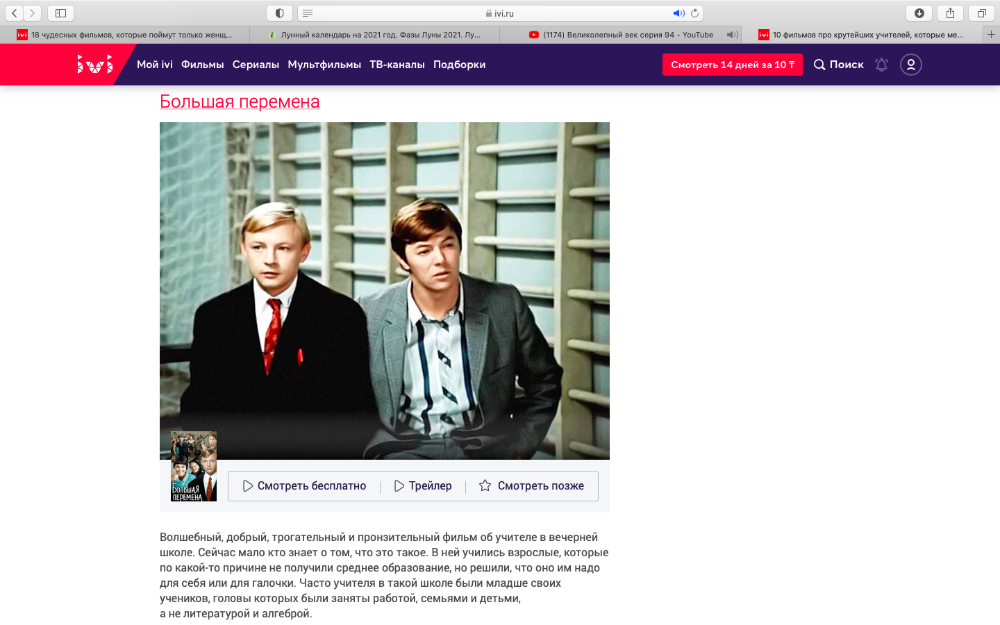 ivi.ru
18 чудесных фильмов, которые поймут только женщ...
Лунный календарь на 2021 год. Фазы Луны 2021. Лу...
(1174) Великолепный век серия 94 - YouTube
ivi
10 фильмов про крутейших учителей, которые ме...
ivi
Мой ivi
Фильмы
Сериалы
Мультфильмы
ТВ-каналы
Подборки
Смотреть 14 дней за 10 ₸
Поиск
Большая перемена
БОЛЬШАЯ
ПЕРЕМЕНА
Смотреть бесплатно
Трейлер
Смотреть позже
Волшебный, добрый, трогательный и пронзительный фильм об учителе в вечерней
школе. Сейчас мало кто знает о том, что это такое. В ней учились взрослые, которые
по какой-то причине не получили среднее образование, но решили, что оно им надо
для себя или для галочки. Часто учителя в такой школе были младше своих
учеников, головы которых были заняты работой, семьями и детьми,
а не литературой и алгеброй.